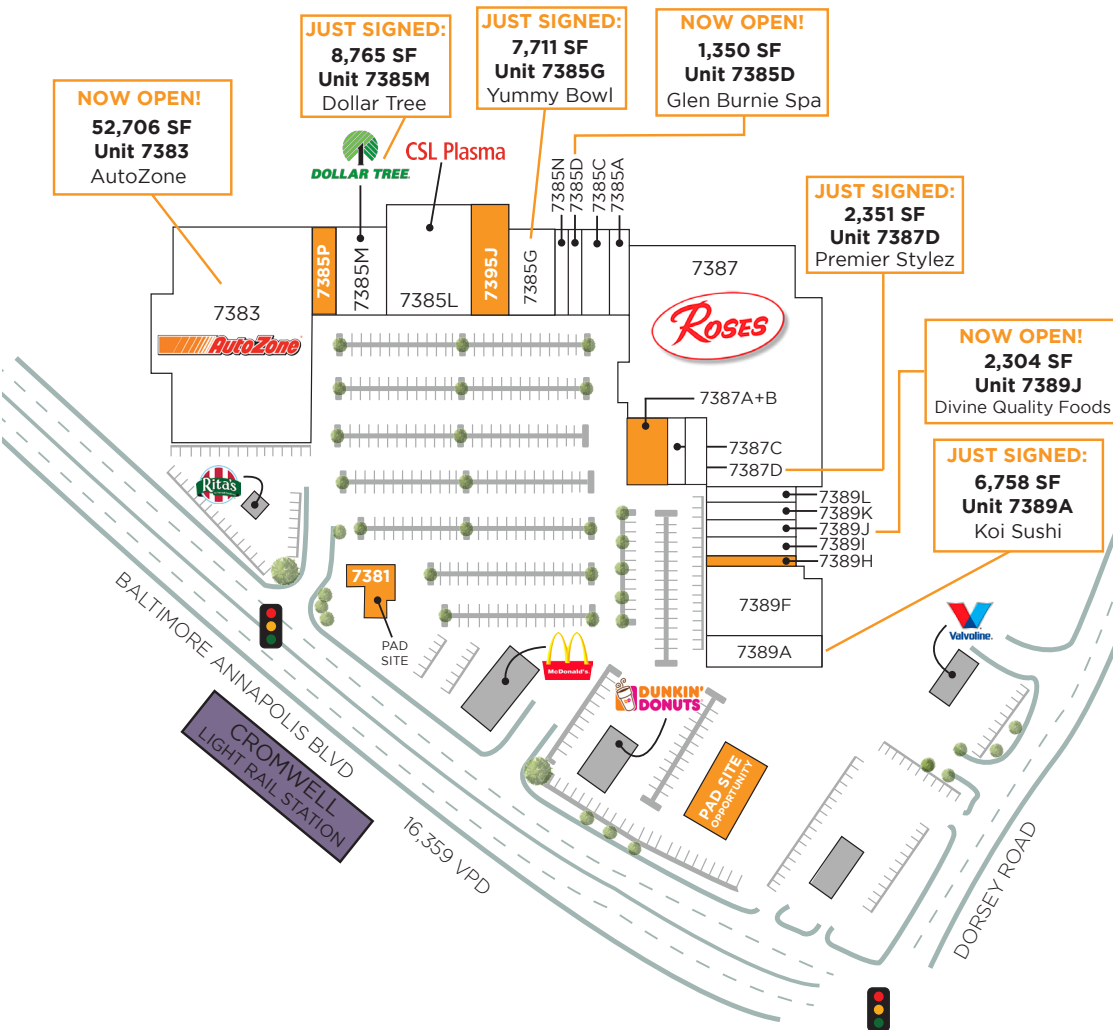 JUST SIGNED:
8,765 SF
Unit 7385M
Dollar Tree
JUST SIGNED:
7,711 SF
Unit 7385G
Yummy Bowl
NOW OPEN!
1,350 SF
Unit 7385D
Glen Burnie Spa
NOW OPEN!
52,706 SF
Unit 7383
AutoZone
DOLLAR TREE
CSL Plasma
7385N
7385D
7385C
7385A
JUST SIGNED:
2,351 SF
Unit 7387D
Premier Stylez
7383
AutoZone
7385P
7385M
7385L
7395J
7385G
7387
ROSES
NOW OPEN!
2,304 SF
Unit 7389J
Divine Quality Foods
7387A+B
7387C
7387D
JUST SIGNED:
6,758 SF
Unit 7389A
Koi Sushi
Rita's
7389L
7389K
7389J
7389I
7389H
7389F
7389A
7381
PAD
SITE
McDonald's
DUNKIN'
DONUTS
Valvoline
PAD SITE
OPPORTUNITY
BALTIMORE ANNAPOLIS BLVD
CROMWELL
LIGHT RAIL STATION
16,359 VPD
DORSEY ROAD